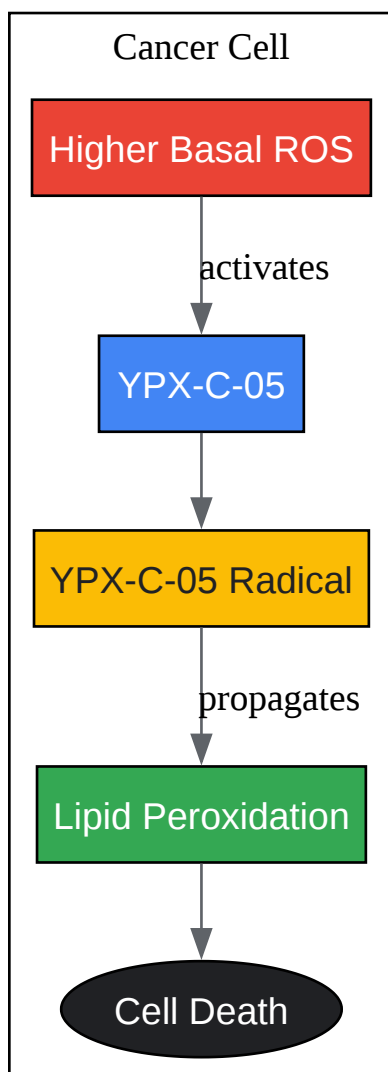 Cancer Cell
Higher Basal ROS
activates
YPX-C-05
YPX-C-05 Radical
propagates
Lipid Peroxidation
Cell Death